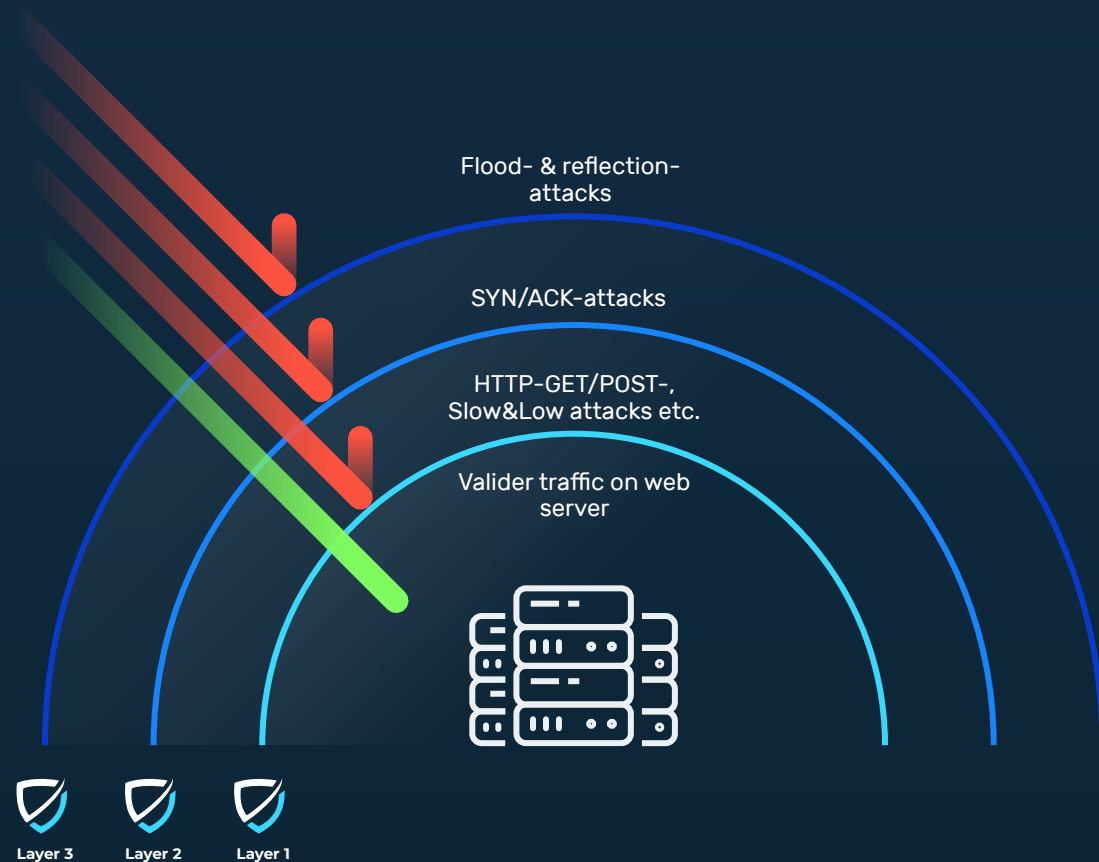 Flood- & reflection-
attacks
SYN/ACK-attacks
HTTP-GET/POST-,
Slow&Low attacks etc.
Valider traffic on web
server
Layer 3
Layer 2
Layer 1